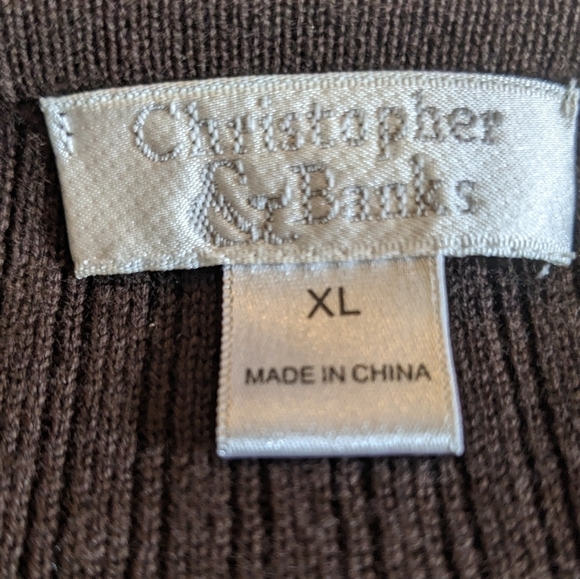 Christopher
& Banks
XL
MADE IN CHINA